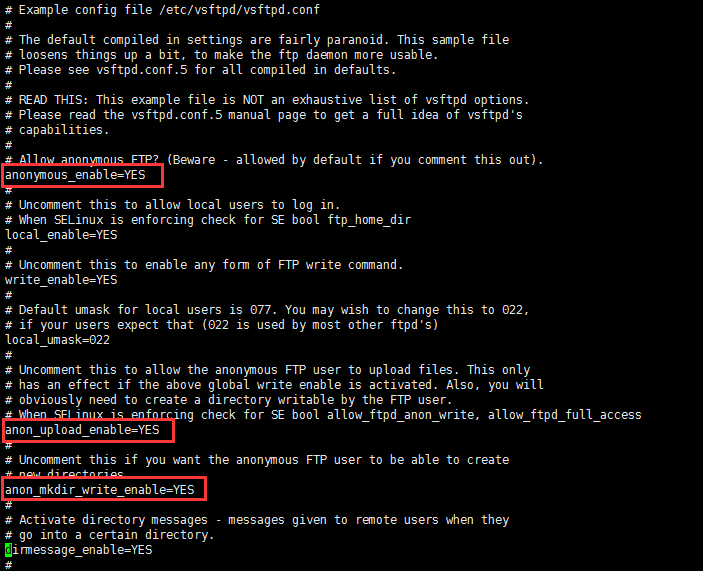 # Example config file /etc/vsftpd/vsftpd.conf
#
# The default compiled in settings are fairly paranoid. This sample file
# loosens things up a bit, to make the ftp daemon more usable.
# Please see vsftpd.conf.5 for all compiled in defaults.
#
# READ THIS: This example file is NOT an exhaustive list of vsftpd options.
# Please read the vsftpd.conf.5 manual page to get a full idea of vsftpd's
# capabilities.
#
# Allow anonymous FTP? (Beware - allowed by default if you comment this out).
anonymous_enable=YES
#
# Uncomment this to allow local users to log in.
# When SELinux is enforcing check for SE bool ftp_home_dir
local_enable=YES
#
# Uncomment this to enable any form of FTP write command.
write_enable=YES
#
# Default umask for local users is 077. You may wish to change this to 022,
# if your users expect that (022 is used by most other ftpd's)
local_umask=022
#
# Uncomment this to allow the anonymous FTP user to upload files. This only
# has an effect if the above global write enable is activated. Also, you will
# obviously need to create a directory writable by the FTP user.
# When SELinux is enforcing check for SE bool allow_ftpd_anon_write, allow_ftpd_full_access
anon_upload_enable=YES
#
# Uncomment this if you want the anonymous FTP user to be able to create
# new directories.
anon_mkdir_write_enable=YES
#
# Activate directory messages - messages given to remote users when they
# go into a certain directory.
dirmessage_enable=YES
#